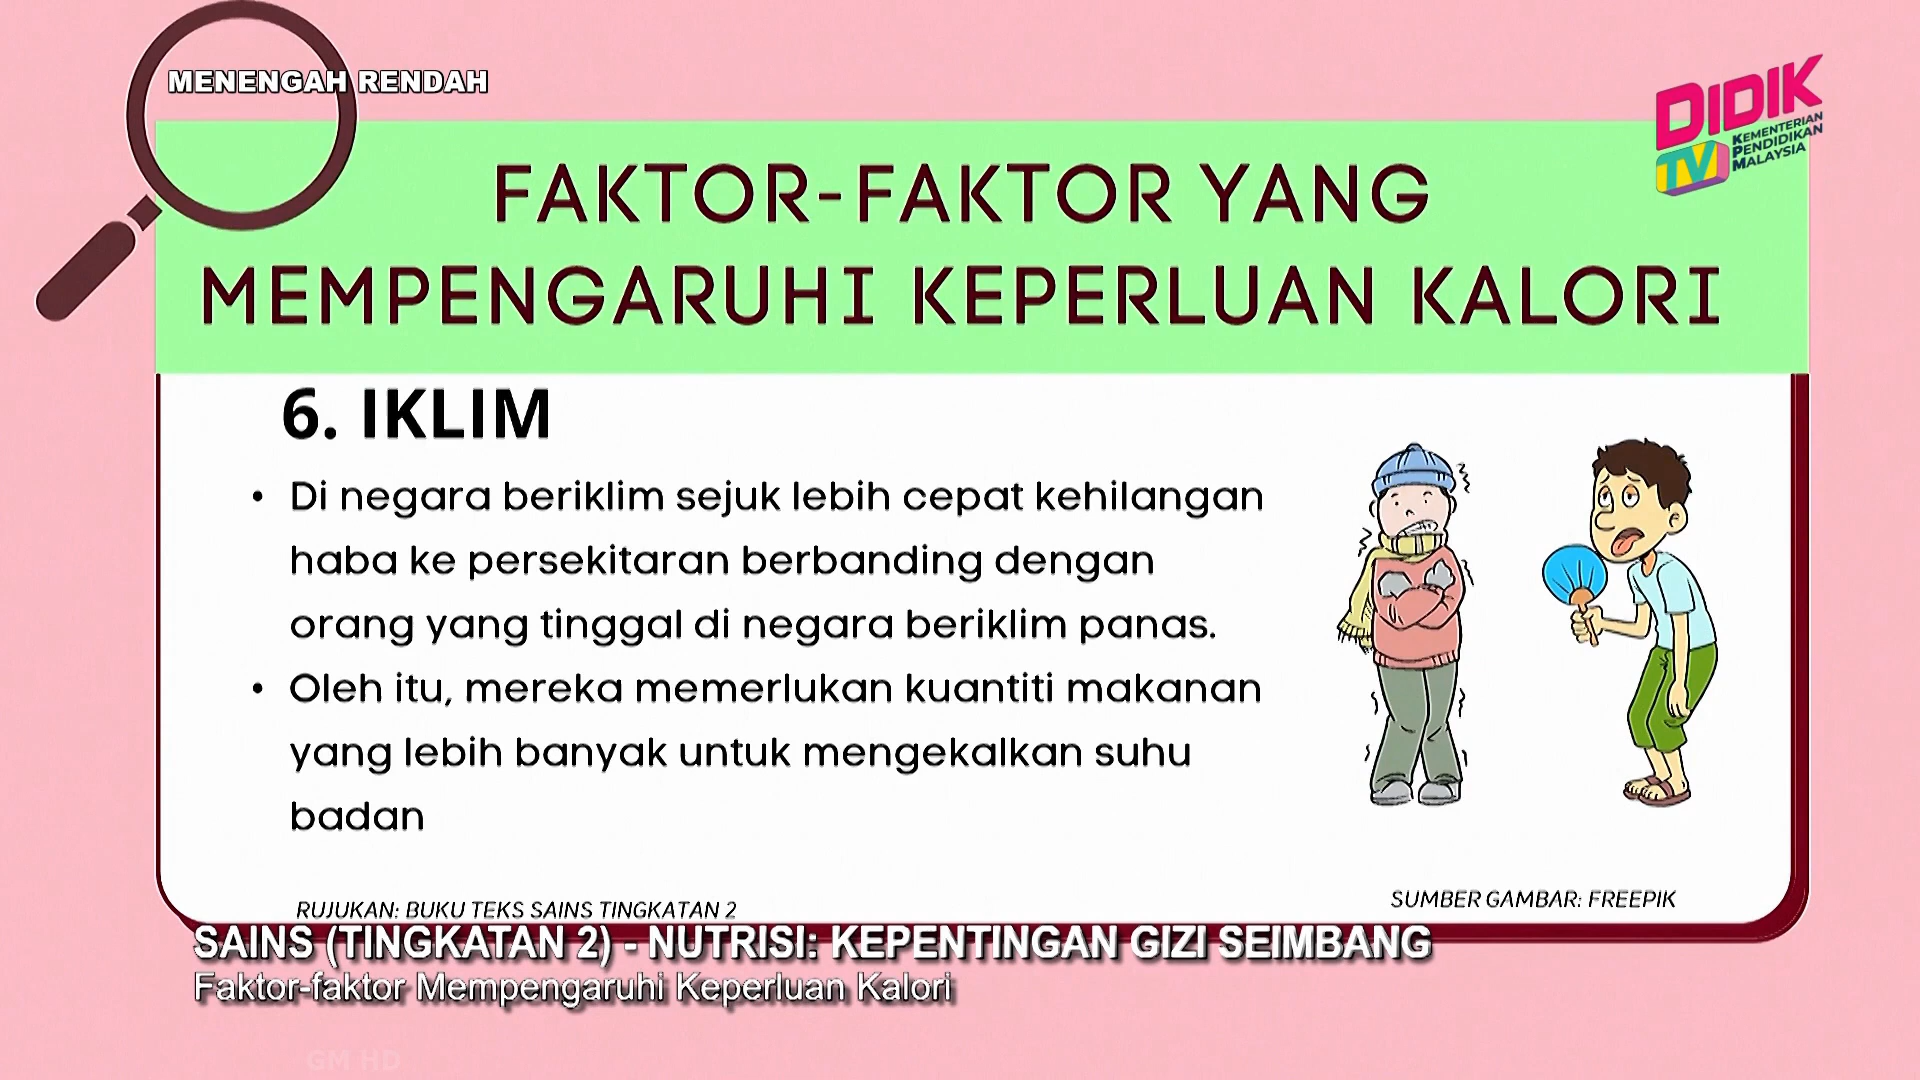 MENENGAH RENDAH
DIDIK
TV
KEMENTERIAN
PENDIDIKAN
MALAYSIA
FAKTOR-FAKTOR YANG
MEMPENGARUHI KEPERLUAN KALORI
6. IKLIM
• Di negara beriklim sejuk lebih cepat kehilangan
haba ke persekitaran berbanding dengan
orang yang tinggal di negara beriklim panas.
• Oleh itu, mereka memerlukan kuantiti makanan
yang lebih banyak untuk mengekalkan suhu
badan
RUJUKAN: BUKU TEKS SAINS TINGKATAN 2
SUMBER GAMBAR: FREEPIK
SAINS (TINGKATAN 2) - NUTRISI: KEPENTINGAN GIZI SEIMBANG
Faktor-faktor Mempengaruhi Keperluan Kalori
GM HD